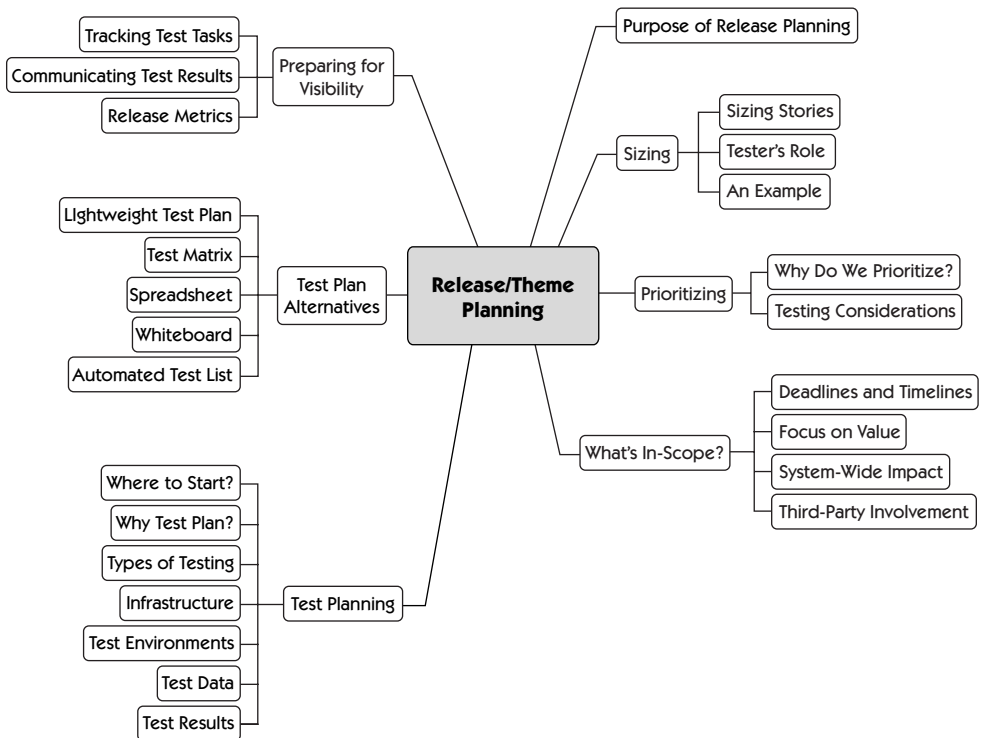 Release/Theme
Planning
Purpose of Release Planning
Sizing
Sizing Stories
Tester's Role
An Example
Prioritizing
Why Do We Prioritize?
Testing Considerations
What's In-Scope?
Deadlines and Timelines
Focus on Value
System-Wide Impact
Third-Party Involvement
Test Planning
Where to Start?
Why Test Plan?
Types of Testing
Infrastructure
Test Environments
Test Data
Test Results
Test Plan
Alternatives
LIghtweight Test Plan
Test Matrix
Spreadsheet
Whiteboard
Automated Test List
Preparing for
Visibility
Tracking Test Tasks
Communicating Test Results
Release Metrics